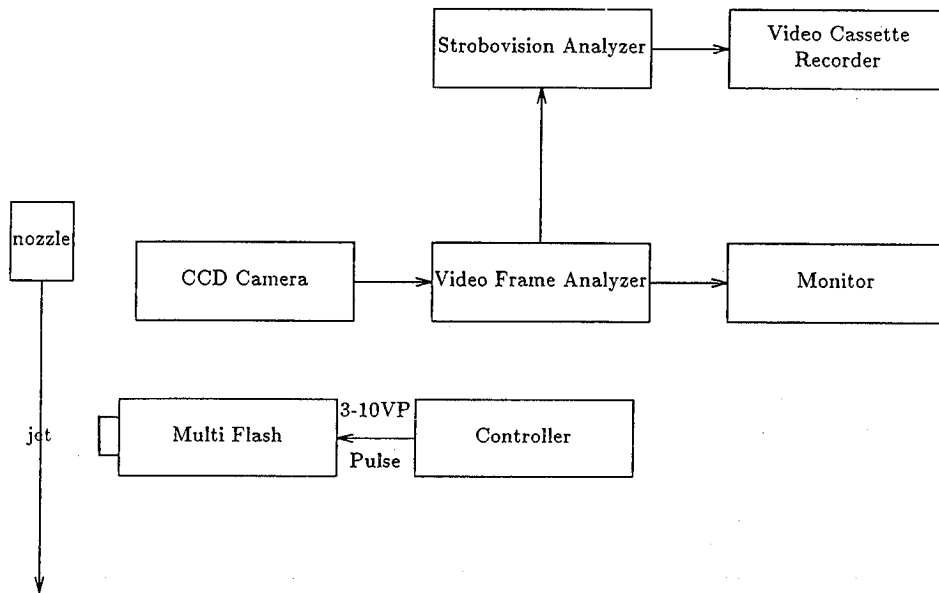 Strobovision Analyzer
Video Cassette
Recorder
nozzle
CCD Camera
Video Frame Analyzer
Monitor
jet
Multi Flash
3-10VP
Pulse
Controller